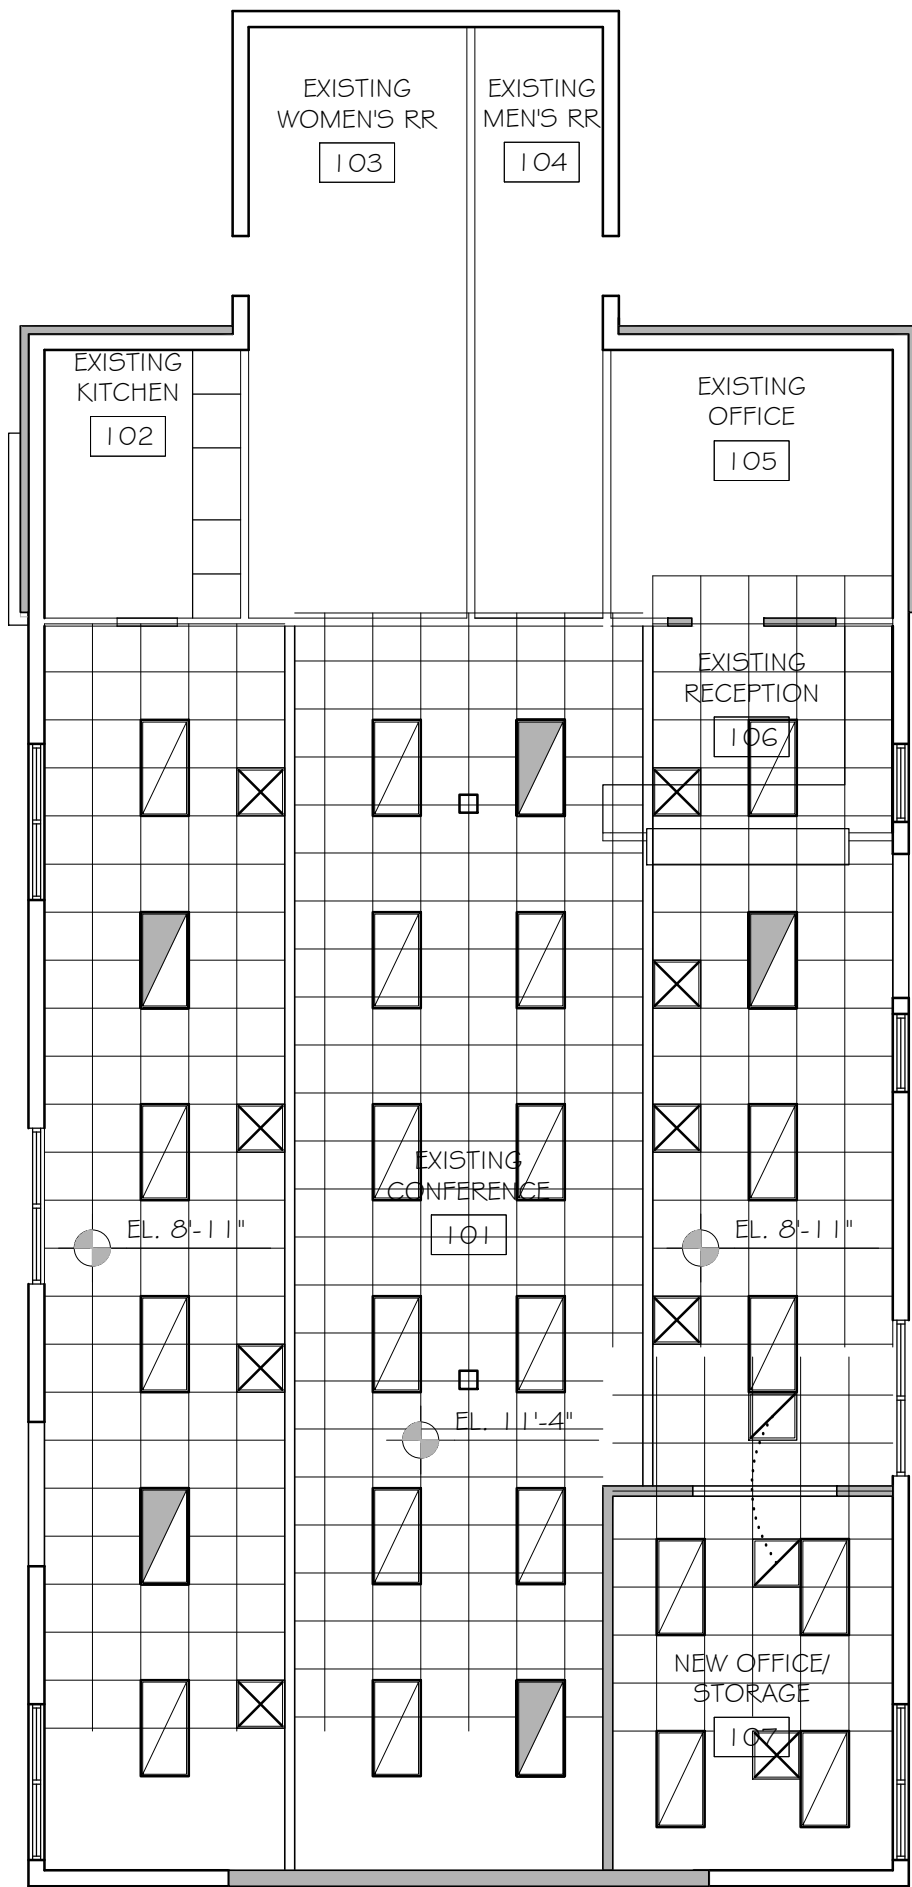 EXISTING
WOMEN'S RR
103
EXISTING
MEN'S RR
104
EXISTING
KITCHEN
102
EXISTING
OFFICE
105
EXISTING
RECEPTION
106
EXISTING
CONFERENCE
101
EL. 8'-11"
EL. 8'-11"
EL. 11'-4"
NEW OFFICE/
STORAGE
107